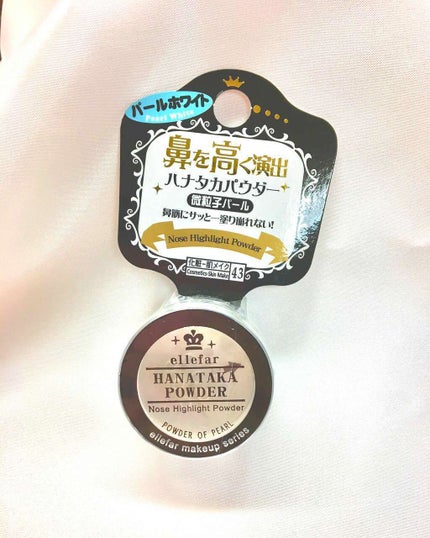 パールホワイト
Pearl White
鼻を高く演出
ハナタカパウダー
微粒子パール
鼻筋にサッと一塗り崩れない!
Nose Highlight Powder
化粧-肌メイク
Cosmetics-Skin Make 43
ellefar
HANATAKA
POWDER
Nose Highlight Powder
POWDER OF PEARL
ellefar makeup series